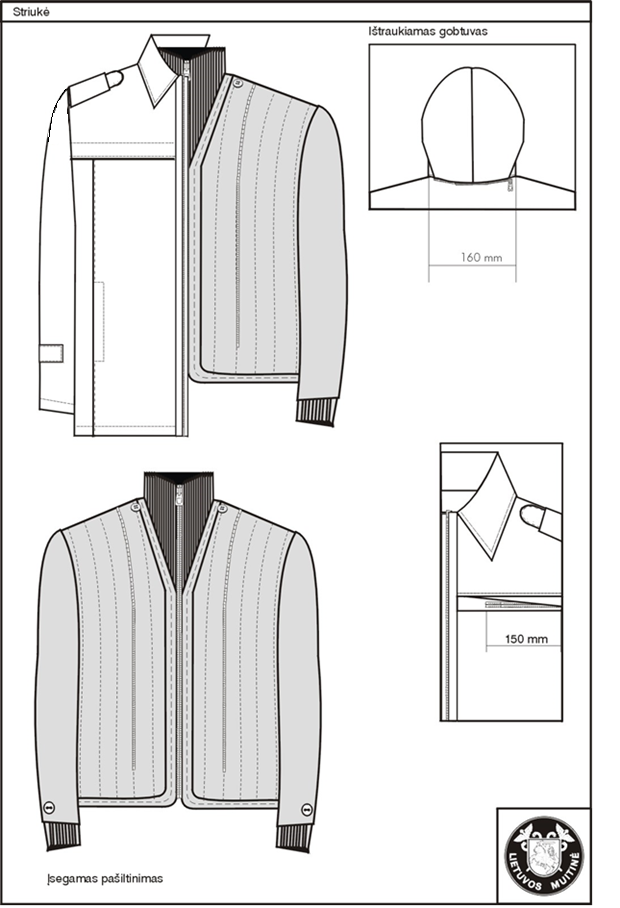 Striukė
Ištraukiamas gobtuvas
160 mm
150 mm
Įsegamas pašiltinimas
LIETUVOS MUITINĖ